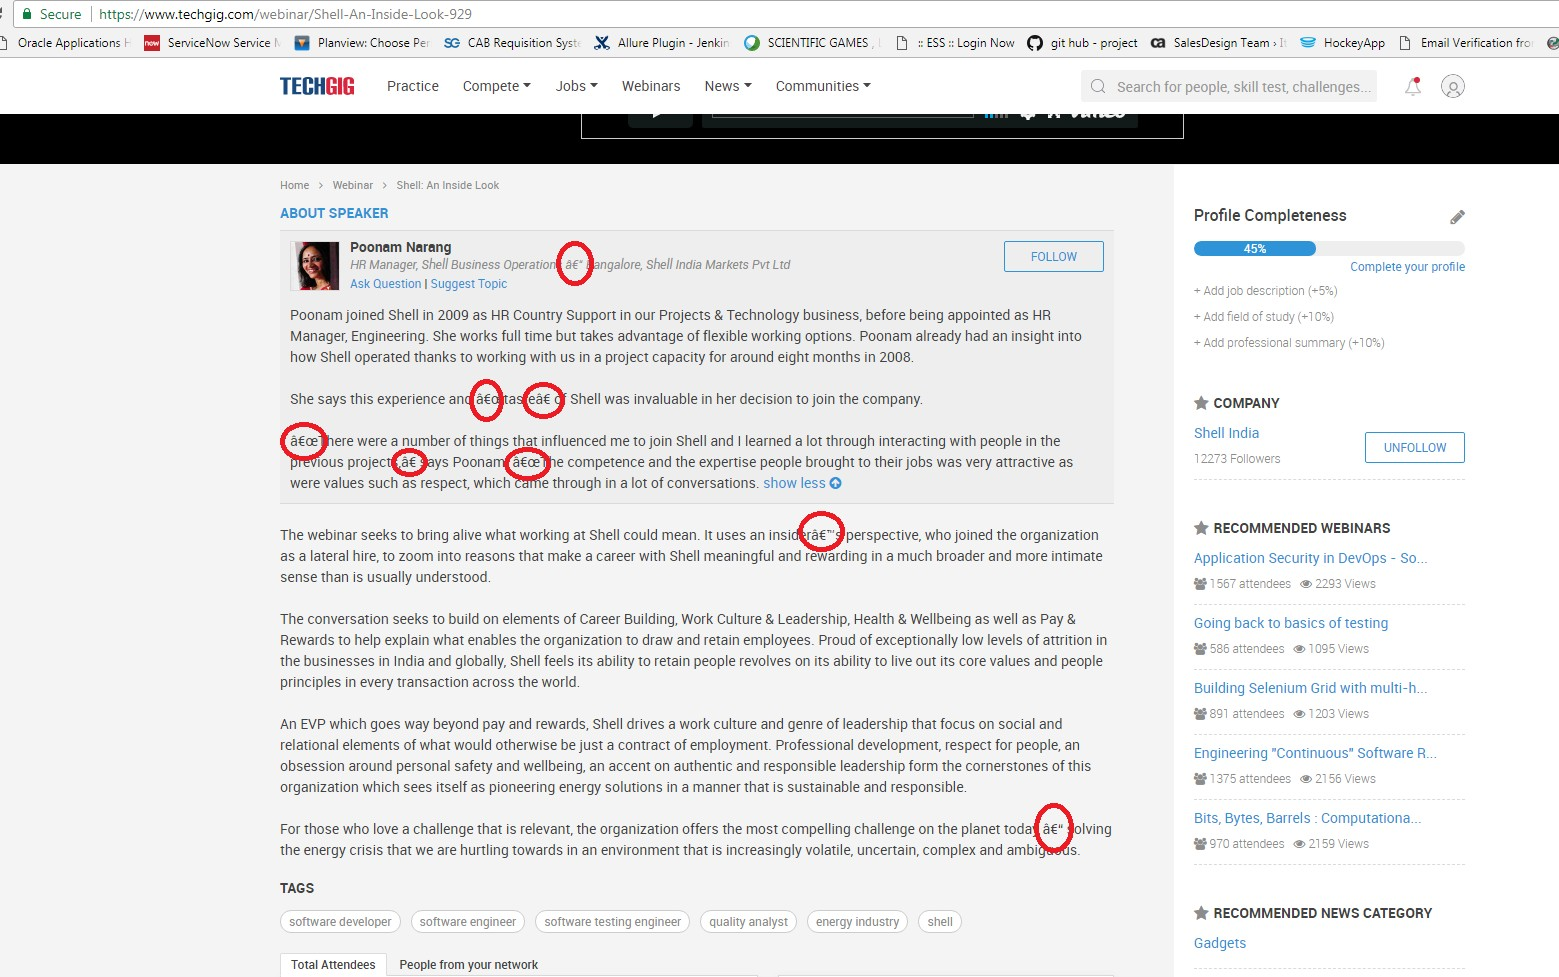 Secure https://www.techgig.com/webinar/Shell-An-Inside-Look-929
Oracle Applications ServiceNow Service Planview: Choose CAB Requisition Allure Plugin - SCIENTIFIC GAMES , :: ESS :: Login Now git hub - project SalesDesign Team › HockeyApp Email Verification
TECHGIG Practice Compete Jobs Webinars News Communities Search for people, skill test, challenges...
Home > Webinar > Shell: An Inside Look
ABOUT SPEAKER
Poonam Narang
HR Manager, Shell Business Operation â€“ Bangalore, Shell India Markets Pvt Ltd
Ask Question | Suggest Topic
FOLLOW
Poonam joined Shell in 2009 as HR Country Support in our Projects & Technology business, before being appointed as HR
Manager, Engineering. She works full time but takes advantage of flexible working options. Poonam already had an insight into
how Shell operated thanks to working with us in a project capacity for around eight months in 2008.
She says this experience and â€œtasteâ€ of Shell was invaluable in her decision to join the company.
â€œThere were a number of things that influenced me to join Shell and I learned a lot through interacting with people in the
previous projects,â€ says Poonam. â€œThe competence and the expertise people brought to their jobs was very attractive as
were values such as respect, which came through in a lot of conversations. show less
The webinar seeks to bring alive what working at Shell could mean. It uses an insiderâ€™s perspective, who joined the organization
as a lateral hire, to zoom into reasons that make a career with Shell meaningful and rewarding in a much broader and more intimate
sense than is usually understood.
The conversation seeks to build on elements of Career Building, Work Culture & Leadership, Health & Wellbeing as well as Pay &
Rewards to help explain what enables the organization to draw and retain employees. Proud of exceptionally low levels of attrition in
the businesses in India and globally, Shell feels its ability to retain people revolves on its ability to live out its core values and people
principles in every transaction across the world.
An EVP which goes way beyond pay and rewards, Shell drives a work culture and genre of leadership that focus on social and
relational elements of what would otherwise be just a contract of employment. Professional development, respect for people, an
obsession around personal safety and wellbeing, an accent on authentic and responsible leadership form the cornerstones of this
organization which sees itself as pioneering energy solutions in a manner that is sustainable and responsible.
For those who love a challenge that is relevant, the organization offers the most compelling challenge on the planet today â€“ solving
the energy crisis that we are hurtling towards in an environment that is increasingly volatile, uncertain, complex and ambiguous.
TAGS
software developer software engineer software testing engineer quality analyst energy industry shell
Total Attendees People from your network
Profile Completeness
45%
Complete your profile
+ Add job description (+5%)
+ Add field of study (+10%)
+ Add professional summary (+10%)
COMPANY
Shell India
12273 Followers
UNFOLLOW
RECOMMENDED WEBINARS
Application Security in DevOps - So...
1567 attendees 2293 Views
Going back to basics of testing
586 attendees 1095 Views
Building Selenium Grid with multi-h...
891 attendees 1203 Views
Engineering "Continuous" Software R...
1375 attendees 2156 Views
Bits, Bytes, Barrels : Computationa...
970 attendees 2159 Views
RECOMMENDED NEWS CATEGORY
Gadgets